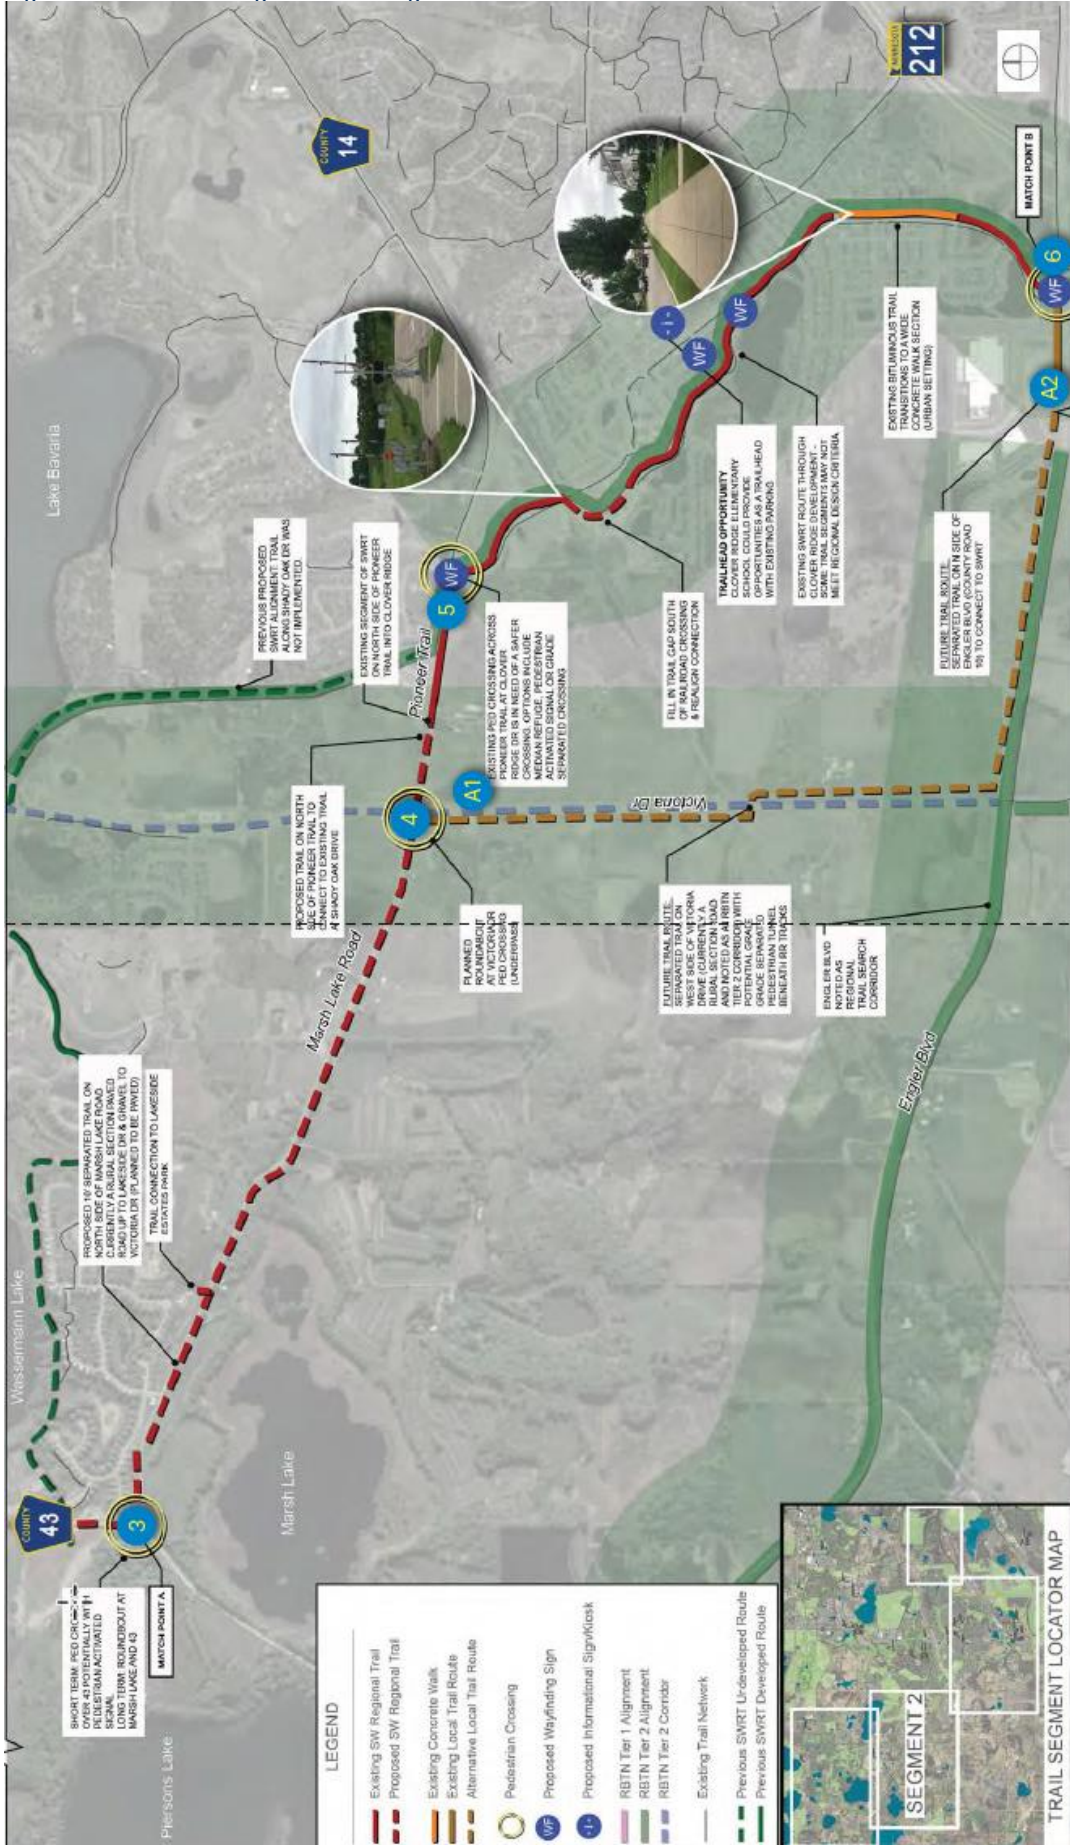 Wassermann Lake
Lake Bavaria
Piersons Lake
Marsh Lake
COUNTY
43
COUNTY
14
MINNESOTA
212
SHORT TERM: PED
OVER 43 POTENTIALLY
PEDESTRIAN ACTIVATED
SIGNAL
LONG TERM: ROUNDBOUT AT
MARSH LAKE AND 43
MATCH POINT A
3
PROPOSED 10' SEPARATED TRAIL ON
NORTH SIDE OF MARSH LAKE ROAD
CURRENTLY A RURAL SECTION PAVED
ROAD UP TO LAKESIDE DR & GRAVEL TO
VICTORIA DR (PLANNED TO BE PAVED)
TRAIL CONNECTION TO LAKESIDE
ESTATES PARK
Marsh Lake Road
PROPOSED TRAIL ON NORTH
SIDE OF PIONEER TRAIL TO
CONNECT TO EXISTING TRAIL
AT SHADY OAK DRIVE
PREVIOUS PROPOSED
SWRT ALIGNMENT: TRAIL
ALONG SHADY OAK DR WAS
NOT IMPLEMENTED.
EXISTING SEGMENT OF SWRT
ON NORTH SIDE OF PIONEER
TRAIL INTO CLOVER RIDGE
Pioneer Trail
4
A1
5
WF
PLANNED
ROUNDABOUT
AT VICTORIA DR
PED CROSSING
(UNDERPASS)
EXISTING PED CROSSING ACROSS
PIONEER TRAIL AT CLOVER
RIDGE DR IS IN NEED OF A SAFER
CROSSING. OPTIONS INCLUDE
MEDIAN REFUGE, PEDESTRIAN
ACTIVATED SIGNAL OR GRADE
SEPARATED CROSSING
FILL IN TRAIL GAP SOUTH
OF RAILROAD CROSSING
& REALIGN CONNECTION
TRAILHEAD OPPORTUNITY
CLOVER RIDGE ELEMENTARY
SCHOOL COULD PROVIDE
OPPORTUNITIES AS A TRAILHEAD
WITH EXISTING PARKING
- i -
WF
WF
EXISTING SWRT ROUTE THROUGH
CLOVER RIDGE DEVELOPMENT -
SOME TRAIL SEGMENTS MAY NOT
MEET REGIONAL DESIGN CRITERIA
EXISTING BITUMINOUS TRAIL
TRANSITIONS TO A WIDE
CONCRETE WALK SECTION
(URBAN SETTING)
Victoria Dr
FUTURE TRAIL ROUTE:
SEPARATED TRAIL ON
WEST SIDE OF VICTORIA
DRIVE (CURRENTLY A
RURAL SECTION ROAD
AND NOTED AS A RBTN
TIER 2 CORRIDOR) WITH
POTENTIAL GRADE
GRADE SEPARATED
PEDESTRIAN TUNNEL
BENEATH RR TRACKS
ENGLER BLVD
NOTED AS
REGIONAL
TRAIL SEARCH
CORRIDOR
Engler Blvd
FUTURE TRAIL ROUTE:
SEPARATED TRAIL ON N SIDE OF
ENGLER BLVD (COUNTY ROAD
10) TO CONNECT TO SWRT
A2
WF
6
MATCH POINT B
LEGEND
Existing SW Regional Trail
Proposed SW Regional Trail
Existing Concrete Walk
Existing Local Trail Route
Alternative Local Trail Route
Pedestrian Crossing
WF
Proposed Wayfinding Sign
- i -
Proposed Informational Sign/Kiosk
RBTN Tier 1 Alignment
RBTN Tier 2 Alignment
RBTN Tier 2 Corridor
Existing Trail Network
Previous SWRT Undeveloped Route
Previous SWRT Developed Route
SEGMENT 2
TRAIL SEGMENT LOCATOR MAP